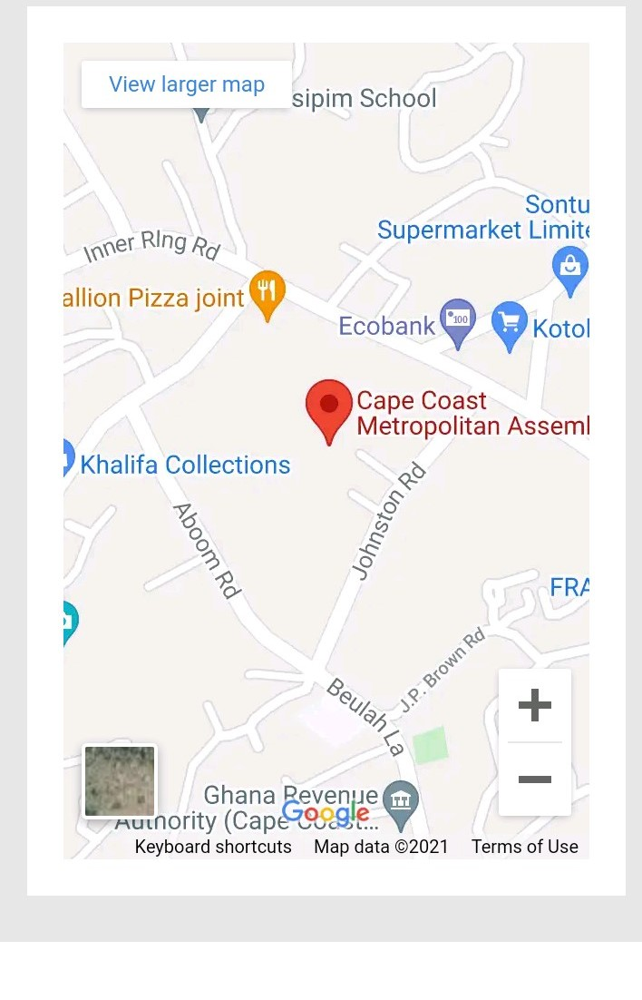 View larger map
sipim School
Sontu
Supermarket Limite
Inner RIng Rd
allion Pizza joint
Ecobank
100
Kotol
Cape Coast
Metropolitan Assembl
Khalifa Collections
Johnston Rd
Aboom Rd
FRA
J.P. Brown Rd
Beulah La
Ghana Revenue
Authority (Cape Coast...
Google
Keyboard shortcuts
Map data ©2021
Terms of Use